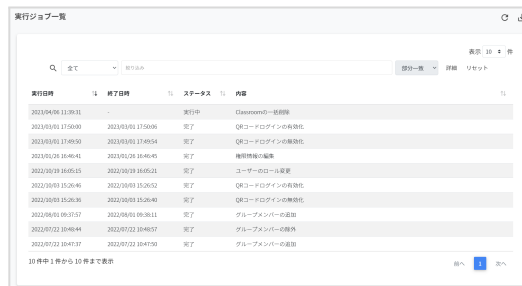 実行ジョブ一覧
表示 10 件
全て 絞り込み 部分一致 詳細 リセット
実行日時 終了日時 ステータス 内容
2023/04/06 11:39:31 - 実行中 Classroomの一括削除
2023/03/01 17:50:00 2023/03/01 17:50:06 完了 QRコードログインの有効化
2023/03/01 17:49:50 2023/03/01 17:49:54 完了 QRコードログインの無効化
2023/01/26 16:46:41 2023/01/26 16:46:45 完了 権限情報の編集
2022/10/19 16:05:15 2022/10/19 16:05:21 完了 ユーザーのロール変更
2022/10/03 15:26:46 2022/10/03 15:26:52 完了 QRコードログインの有効化
2022/10/03 15:26:36 2022/10/03 15:26:40 完了 QRコードログインの無効化
2022/08/01 09:37:57 2022/08/01 09:38:11 完了 グループメンバーの追加
2022/07/22 10:48:44 2022/07/22 10:48:57 完了 グループメンバーの除外
2022/07/22 10:47:37 2022/07/22 10:47:50 完了 グループメンバーの追加
10 件中 1 件から 10 件まで表示
前へ 1 次へ